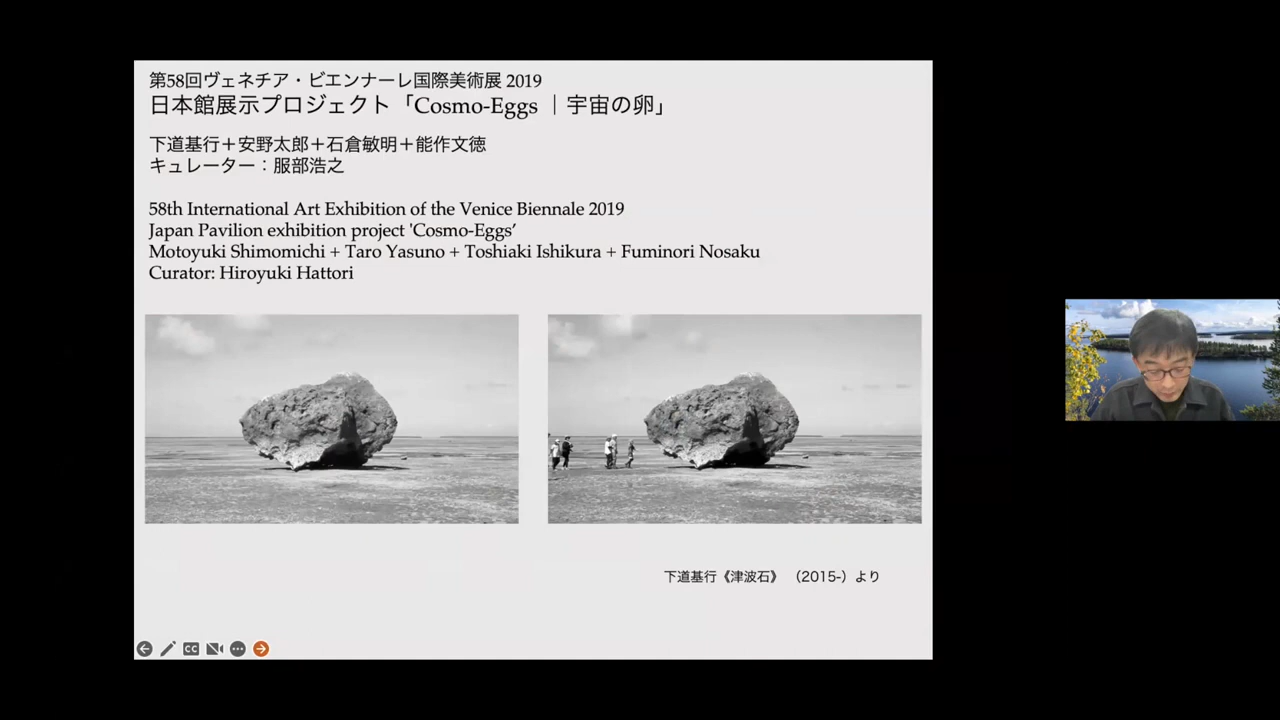 第58回ヴェネチア・ビエンナーレ国際美術展 2019
日本館展示プロジェクト「Cosmo-Eggs ｜宇宙の卵」
下道基行＋安野太郎＋石倉敏明＋能作文徳
キュレーター：服部浩之
58th International Art Exhibition of the Venice Biennale 2019
Japan Pavilion exhibition project 'Cosmo-Eggs’
Motoyuki Shimomichi + Taro Yasuno + Toshiaki Ishikura + Fuminori Nosaku
Curator: Hiroyuki Hattori
下道基行《津波石》 （2015-）より
CC